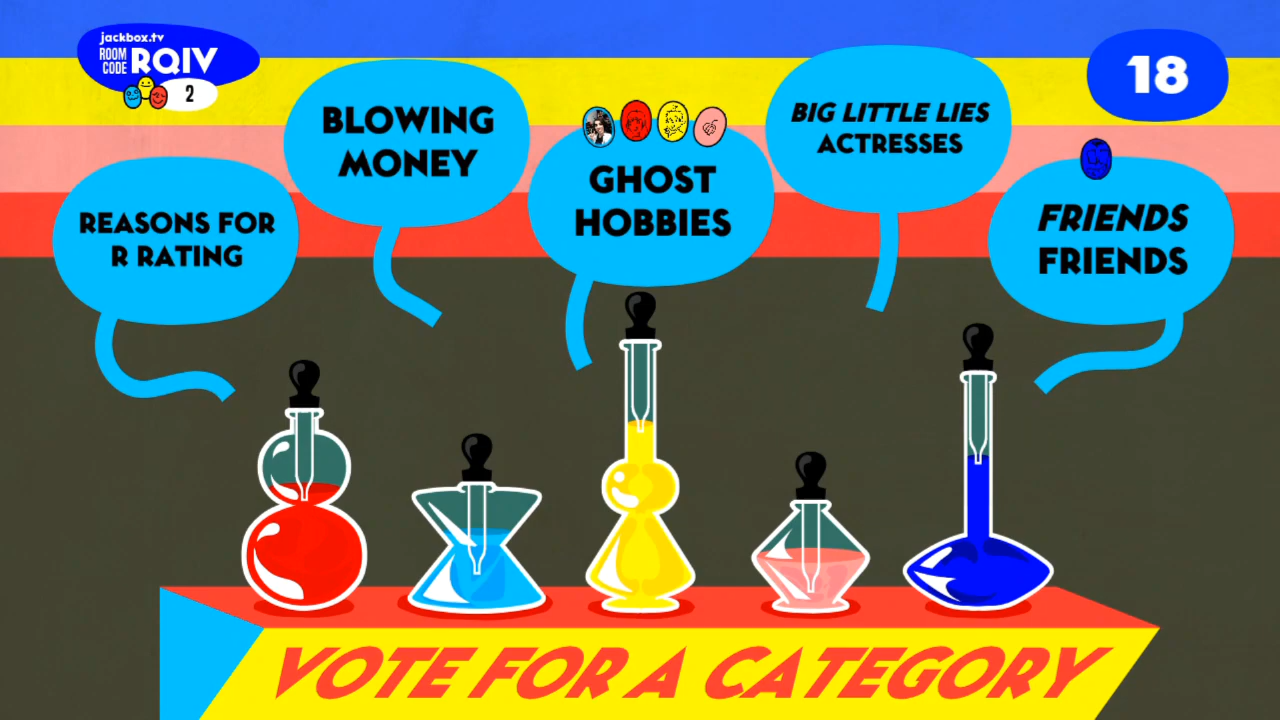 jackbox.tv
ROOM
CODE
RQIV
2
18
REASONS FOR
R RATING
BLOWING
MONEY
GHOST
HOBBIES
BIG LITTLE LIES
ACTRESSES
FRIENDS
FRIENDS
VOTE FOR A CATEGORY